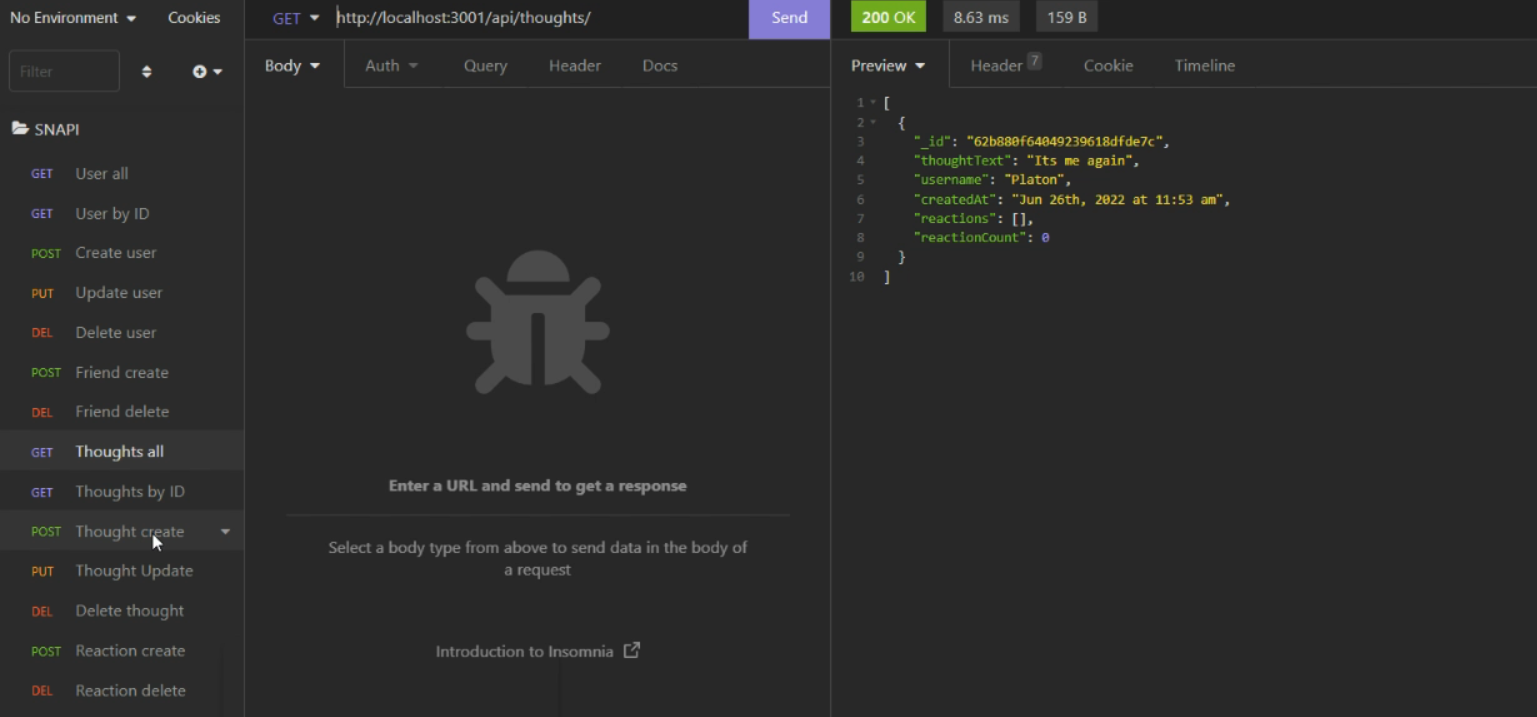 No Environment Cookies
GET http://localhost:3001/api/thoughts/ Send 200 OK 8.63 ms 159 B
Filter
Body Auth Query Header Docs
Preview Header 7 Cookie Timeline
SNAPI
GET User all
GET User by ID
POST Create user
PUT Update user
DEL Delete user
POST Friend create
DEL Friend delete
GET Thoughts all
GET Thoughts by ID
POST Thought create
PUT Thought Update
DEL Delete thought
POST Reaction create
DEL Reaction delete
Enter a URL and send to get a response
Select a body type from above to send data in the body of
a request
Introduction to Insomnia
1 [
2 {
3 "_id": "62b880f64049239618dfde7c",
4 "thoughtText": "Its me again",
5 "username": "Platon",
6 "createdAt": "Jun 26th, 2022 at 11:53 am",
7 "reactions": [],
8 "reactionCount": 0
9 }
10 ]